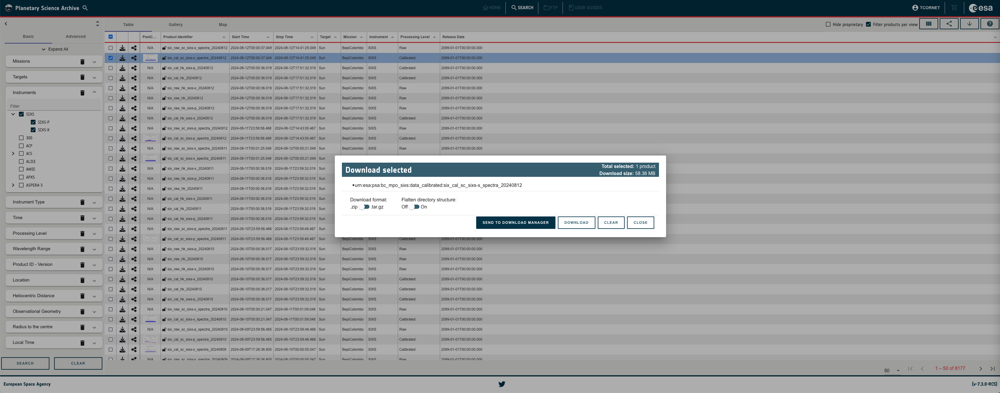 Planetary Science Archive
HOME
SEARCH
FTP
USER GUIDES
TCORNET
esa
Table
Gallery
Map
Hide proprietary
Filter products per view
Basic
Advanced
Expand All
Missions
Targets
Instruments
Filter
SIXS
SIXS-P
SIXS-X
300
ACP
ACS
ALICE
AMIE
APXS
ASPERA-3
Instrument Type
Time
Processing Level
Wavelength Range
Product ID - Version
Location
Heliocentric Distance
Observational Geometry
Radius to the centre
Local Time
SEARCH
CLEAR
PostC... Product Identifier Start Time Stop Time Target Mission Instrument Processing Level Release Date
N/A six_raw_sc_sixs-x_spectra_20240812 2024-08-12T00:00:37.049 2024-08-12T14:41:25.049 Sun BepiColombo SIXS Raw 2099-01-01T00:00:00.000
six_cal_sc_sixs-x_spectra_20240812 2024-08-12T00:00:37.049 2024-08-12T14:41:25.049 Sun BepiColombo SIXS Calibrated 2099-01-01T00:00:00.000
N/A six_cal_hk_sixs-p_20240812 2024-08-12T00:00:36.019 2024-08-12T17:51:32.019 Sun BepiColombo SIXS Calibrated 2099-01-01T00:00:00.000
N/A six_cal_hk_20240812 2024-08-12T00:00:36.019 2024-08-12T17:51:32.019 Sun BepiColombo SIXS Calibrated 2099-01-01T00:00:00.000
N/A six_raw_hk_sixs-x_20240812 2024-08-12T00:00:36.019 2024-08-12T17:51:32.019 Sun BepiColombo SIXS Raw 2099-01-01T00:00:00.000
N/A six_raw_hk_20240812 2024-08-12T00:00:36.019 2024-08-12T17:51:32.019 Sun BepiColombo SIXS Raw 2099-01-01T00:00:00.000
N/A six_raw_hk_sixs-p_20240812 2024-08-12T00:00:36.019 2024-08-12T17:51:32.019 Sun BepiColombo SIXS Raw 2099-01-01T00:00:00.000
N/A six_cal_hk_sixs-x_20240812 2024-08-12T00:00:36.019 2024-08-12T17:51:32.019 Sun BepiColombo SIXS Calibrated 2099-01-01T00:00:00.000
N/A six_raw_sc_sixs-p_spectra_20240812 2024-08-11T23:59:56.468 2024-08-12T14:43:00.467 Sun BepiColombo SIXS Raw 2099-01-01T00:00:00.000
six_cal_sc_sixs-p_spectra_20240812 2024-08-11T23:59:56.468 2024-08-12T14:43:00.467 Sun BepiColombo SIXS Calibrated 2099-01-01T00:00:00.000
N/A six_raw_sc_sixs-x_spectra_20240811 2024-08-11T00:01:25.048 2024-08-12T00:00:21.049 Sun BepiColombo SIXS Raw 2099-01-01T00:00:00.000
six_cal_sc_sixs-x_spectra_20240811 2024-08-11T00:01:25.048 2024-08-12T00:00:21.049 Sun
N/A six_raw_hk_sixs-x_20240811 2024-08-11T00:00:36.018 2024-08-11T23:59:32.019 Sun
N/A six_raw_hk_sixs-p_20240811 2024-08-11T00:00:36.018 2024-08-11T23:59:32.019 Sun
N/A six_raw_hk_20240811 2024-08-11T00:00:36.018 2024-08-11T23:59:32.019 Sun
N/A six_cal_hk_sixs-x_20240811 2024-08-11T00:00:36.018 2024-08-11T23:59:32.019 Sun
N/A six_cal_hk_20240811 2024-08-11T00:00:36.018 2024-08-11T23:59:32.019 Sun
N/A six_cal_hk_sixs-p_20240811 2024-08-11T00:00:36.018 2024-08-11T23:59:32.019 Sun
N/A six_raw_sc_sixs-p_spectra_20240811 2024-08-10T23:59:56.466 2024-08-11T23:59:48.467 Sun
six_cal_sc_sixs-p_spectra_20240811 2024-08-10T23:59:56.466 2024-08-11T23:59:48.467 Sun BepiColombo SIXS Calibrated 2099-01-01T00:00:00.000
N/A six_raw_hk_sixs-p_20240810 2024-08-10T00:00:36.017 2024-08-10T23:59:32.018 Sun BepiColombo SIXS Raw 2099-01-01T00:00:00.000
N/A six_raw_hk_20240810 2024-08-10T00:00:36.017 2024-08-10T23:59:32.018 Sun BepiColombo SIXS Raw 2099-01-01T00:00:00.000
N/A six_raw_hk_sixs-x_20240810 2024-08-10T00:00:36.017 2024-08-10T23:59:32.018 Sun BepiColombo SIXS Raw 2099-01-01T00:00:00.000
N/A six_cal_hk_sixs-x_20240810 2024-08-10T00:00:36.017 2024-08-10T23:59:32.018 Sun BepiColombo SIXS Calibrated 2099-01-01T00:00:00.000
N/A six_cal_hk_20240810 2024-08-10T00:00:36.017 2024-08-10T23:59:32.018 Sun BepiColombo SIXS Calibrated 2099-01-01T00:00:00.000
N/A six_cal_hk_sixs-p_20240810 2024-08-10T00:00:36.017 2024-08-10T23:59:32.018 Sun BepiColombo SIXS Calibrated 2099-01-01T00:00:00.000
N/A six_raw_sc_sixs-x_spectra_20240810 2024-08-10T00:00:21.047 2024-08-11T00:01:09.048 Sun BepiColombo SIXS Raw 2099-01-01T00:00:00.000
six_cal_sc_sixs-x_spectra_20240810 2024-08-10T00:00:21.047 2024-08-11T00:01:09.048 Sun BepiColombo SIXS Calibrated 2099-01-01T00:00:00.000
N/A six_raw_sc_sixs-p_spectra_20240810 2024-08-09T23:59:56.465 2024-08-10T23:59:48.466 Sun BepiColombo SIXS Raw 2099-01-01T00:00:00.000
six_cal_sc_sixs-p_spectra_20240810 2024-08-09T23:59:56.465 2024-08-10T23:59:48.466 Sun BepiColombo SIXS Calibrated 2099-01-01T00:00:00.000
six_cal_sc_sixs-x_spectra_20240809 2024-08-09T17:26:36.805 2024-08-10T00:00:05.047 Sun BepiColombo SIXS Calibrated 2099-01-01T00:00:00.000
N/A six_raw_sc_sixs-x_spectra_20240809 2024-08-09T17:26:36.805 2024-08-10T00:00:05.047 Sun BepiColombo SIXS Raw 2099-01-01T00:00:00.000
Download selected
Total selected: 1 product
Download size: 58.36 MB
•urn:esa:psa:bc_mpo_sixs:data_calibrated:six_cal_sc_sixs-x_spectra_20240812
Download format: Flatten directory structure:
.zip .tar.gz Off On
SEND TO DOWNLOAD MANAGER
DOWNLOAD
CLEAR
CLOSE
50
1 – 50 of 8177
European Space Agency
(v-7.3.0-RC5)